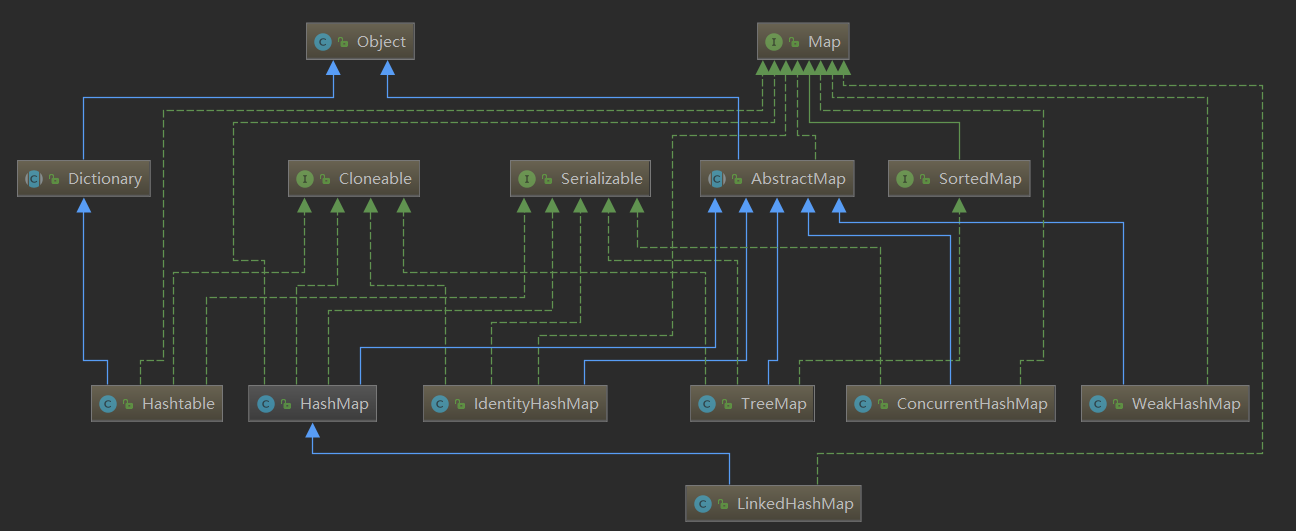 C Object
I Map
C Dictionary
I Cloneable
I Serializable
C AbstractMap
I SortedMap
C Hashtable
C HashMap
C IdentityHashMap
C TreeMap
C ConcurrentHashMap
C WeakHashMap
C LinkedHashMap